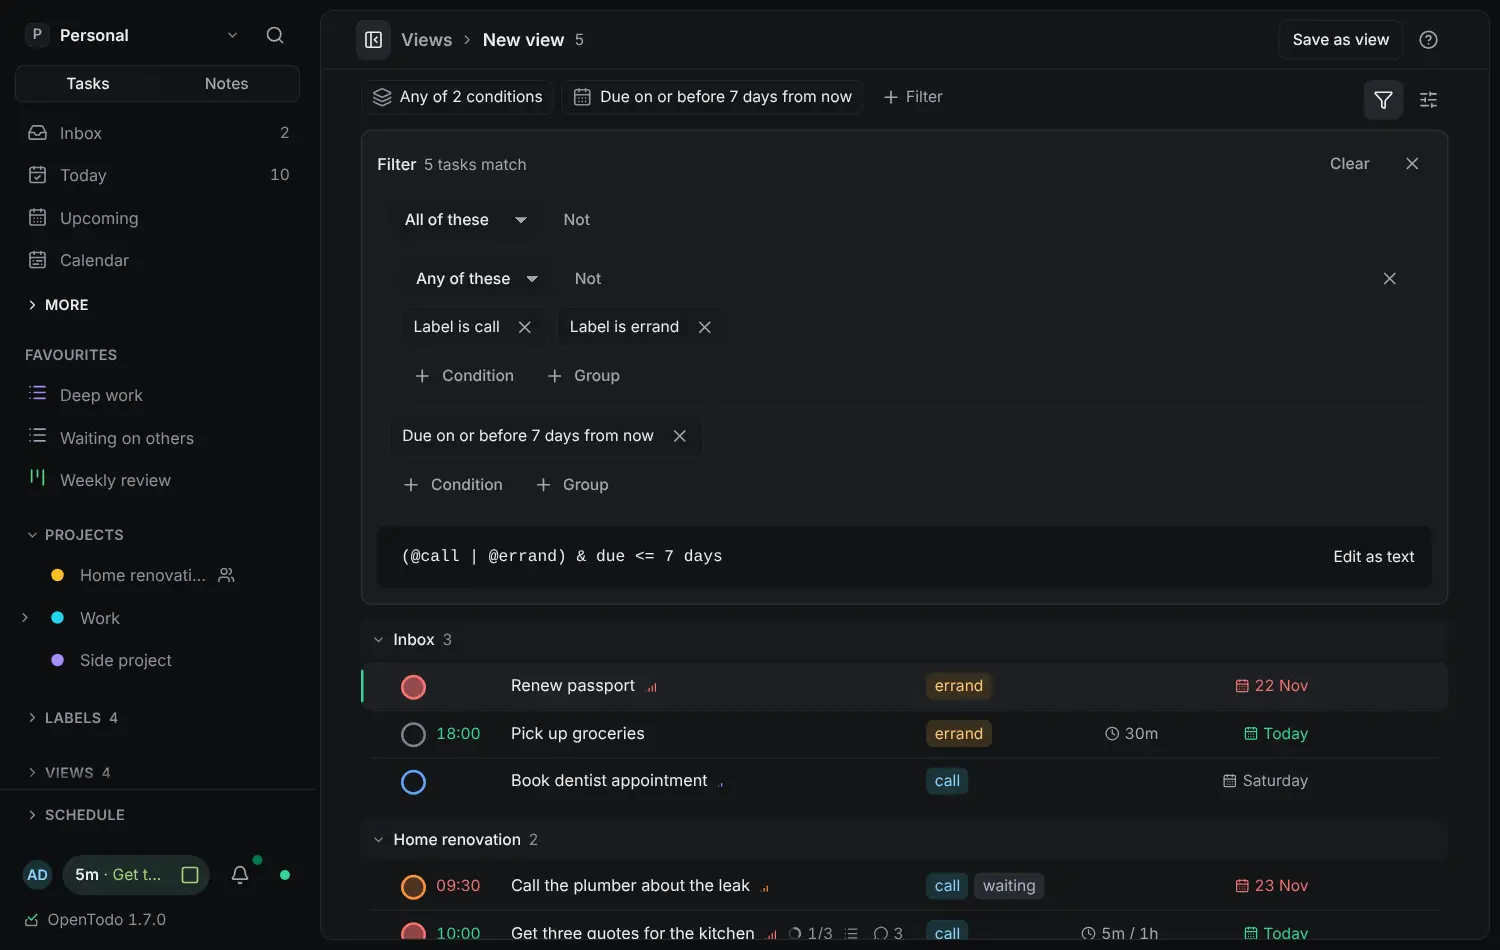 P Personal
Tasks Notes
Inbox 2
Today 10
Upcoming
Calendar
MORE
FAVOURITES
Deep work
Waiting on others
Weekly review
PROJECTS
Home renovati...
Work
Side project
LABELS 4
VIEWS 4
SCHEDULE
AD 5m · Get t...
OpenTodo 1.7.0
Views New view 5 Save as view
Any of 2 conditions Due on or before 7 days from now Filter
Filter 5 tasks match Clear
All of these Not
Any of these Not
Label is call Label is errand
Condition Group
Due on or before 7 days from now
Condition Group
(@call | @errand) & due <= 7 days Edit as text
Inbox 3
Renew passport errand 22 Nov
18:00 Pick up groceries errand 30m Today
Book dentist appointment call Saturday
Home renovation 2
09:30 Call the plumber about the leak call waiting 23 Nov
10:00 Get three quotes for the kitchen 1/3 3 call 5m / 1h Today